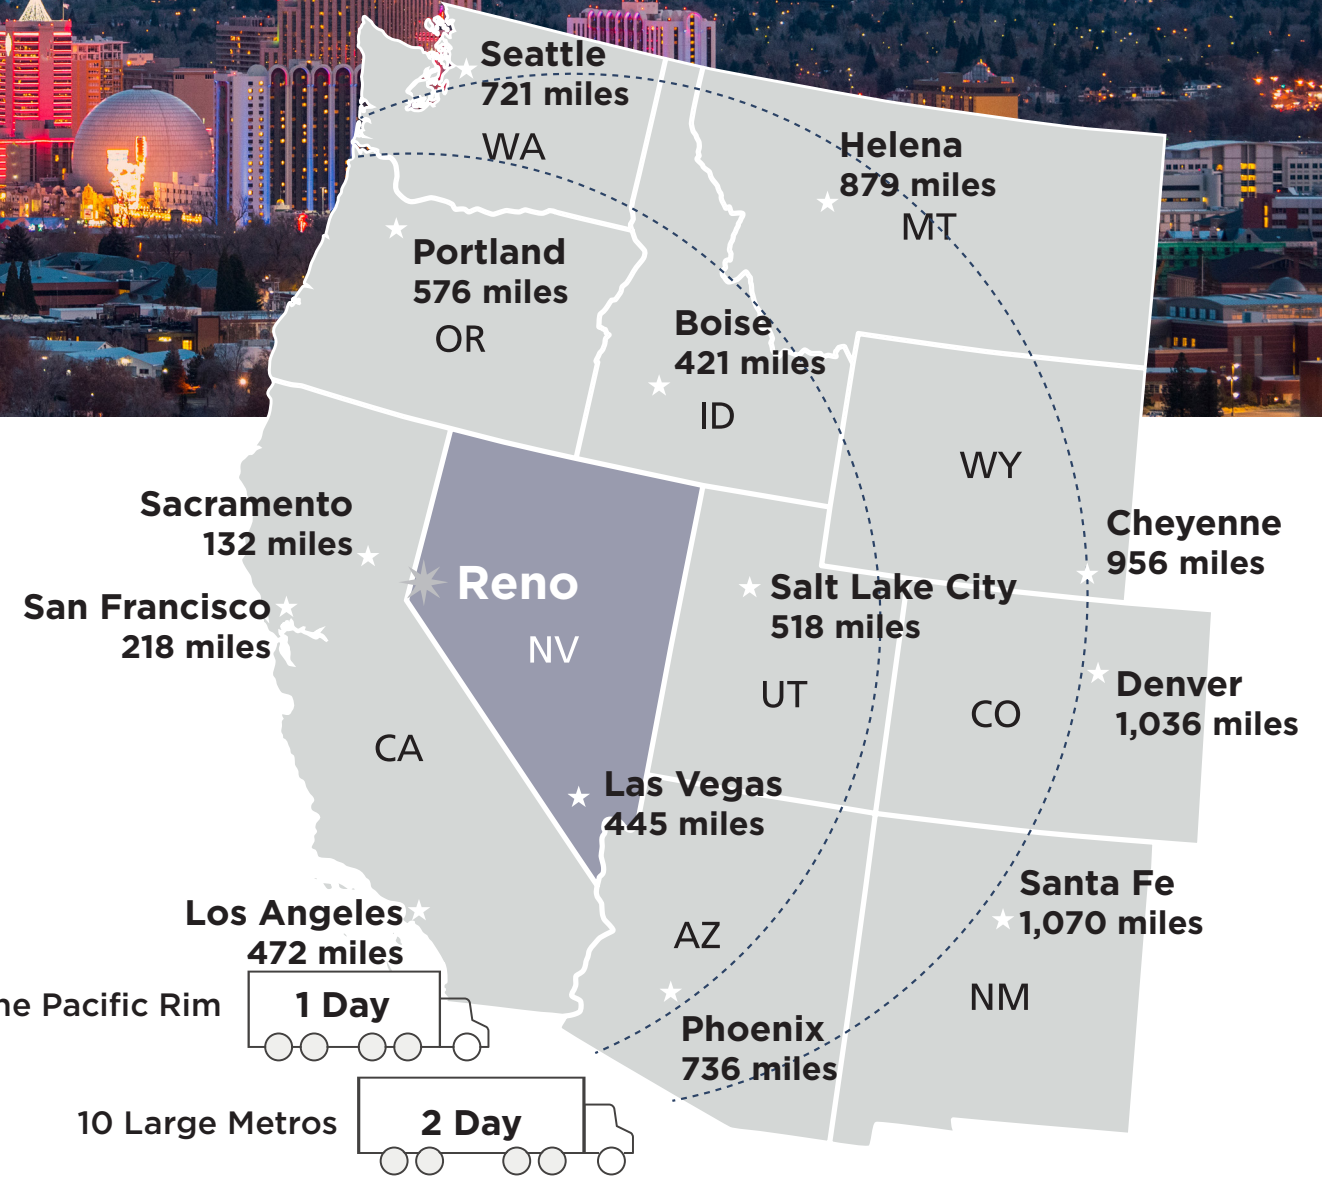 Seattle
721 miles
WA
Helena
879 miles
MT
Portland
576 miles
OR
Boise
421 miles
ID
WY
Sacramento
132 miles
Cheyenne
956 miles
Reno
NV
Salt Lake City
518 miles
San Francisco
218 miles
UT
Denver
1,036 miles
CO
CA
Las Vegas
445 miles
Santa Fe
1,070 miles
Los Angeles
472 miles
AZ
NM
Pacific Rim
1 Day
Phoenix
736 miles
10 Large Metros
2 Day